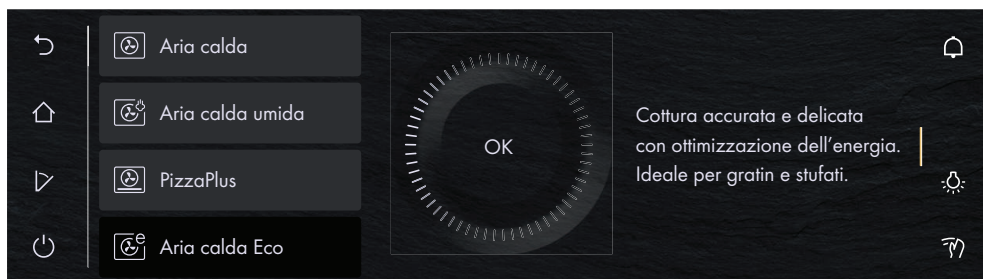 Aria calda
Aria calda umida
PizzaPlus
e
Aria calda Eco
OK
Cottura accurata e delicata
con ottimizzazione dell'energia.
Ideale per gratin e stufati.